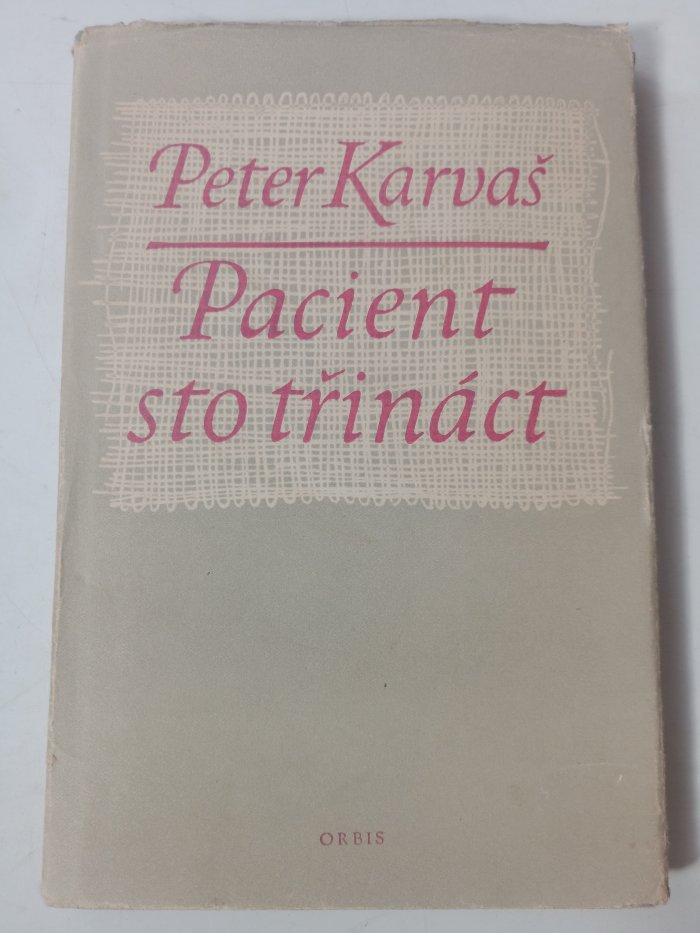 Peter Karvaš
Pacient
sto třináct
ORBIS